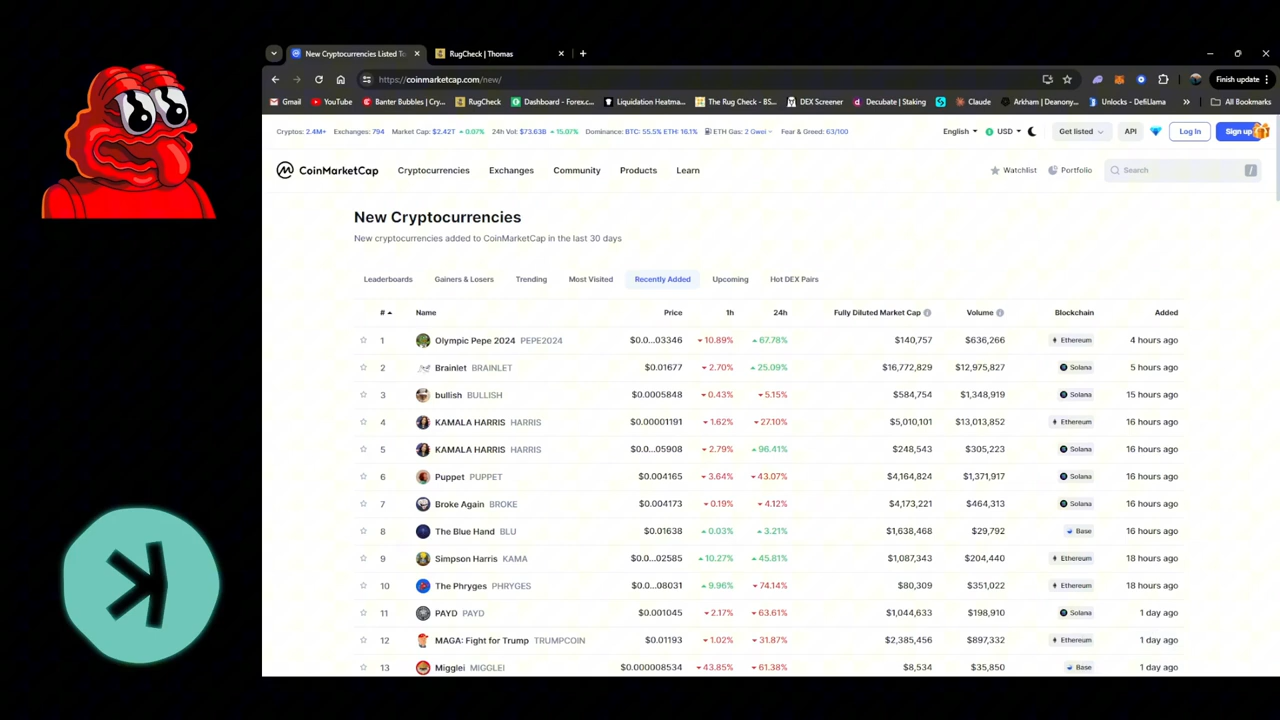 New Cryptocurrencies Listed To
RugCheck | Thomas
https://coinmarketcap.com/new/
Finish update
Gmail YouTube Banter Bubbles | Cry... RugCheck Dashboard - Forex.c... Liquidation Heatma... The Rug Check - BS... DEX Screener Decubate | Staking Claude Arkham | Deanony... Unlocks - DefiLlama » All Bookmarks
Cryptos: 2.4M+ Exchanges: 794 Market Cap: $2.42T 0.07% 24h Vol: $73.63B 15.07% Dominance: BTC: 55.5% ETH: 16.1% ETH Gas: 2 Gwei Fear & Greed: 63/100 English USD Get listed API Log In Sign up
CoinMarketCap Cryptocurrencies Exchanges Community Products Learn Watchlist Portfolio Search /
New Cryptocurrencies
New cryptocurrencies added to CoinMarketCap in the last 30 days
Leaderboards Gainers & Losers Trending Most Visited Recently Added Upcoming Hot DEX Pairs
# Name Price 1h 24h Fully Diluted Market Cap Volume Blockchain Added
1 Olympic Pepe 2024 PEPE2024 $0.0...03346 10.89% 67.78% $140,757 $636,266 Ethereum 4 hours ago
2 Brainlet BRAINLET $0.01677 2.70% 25.09% $16,772,829 $12,975,827 Solana 5 hours ago
3 bullish BULLISH $0.0005848 0.43% 5.15% $584,754 $1,348,919 Solana 15 hours ago
4 KAMALA HARRIS HARRIS $0.00001191 1.62% 27.10% $5,010,101 $13,013,852 Ethereum 16 hours ago
5 KAMALA HARRIS HARRIS $0.0...05908 2.79% 96.41% $248,543 $305,223 Solana 16 hours ago
6 Puppet PUPPET $0.004165 3.64% 43.07% $4,164,824 $1,371,917 Solana 16 hours ago
7 Broke Again BROKE $0.004173 0.19% 4.12% $4,173,221 $464,313 Solana 16 hours ago
8 The Blue Hand BLU $0.01638 0.03% 3.21% $1,638,468 $29,792 Base 16 hours ago
9 Simpson Harris KAMA $0.0...02585 10.27% 45.81% $1,087,343 $204,440 Ethereum 18 hours ago
10 The Phryges PHRYGES $0.0...08031 9.96% 74.14% $80,309 $351,022 Ethereum 18 hours ago
11 PAYD PAYD $0.001045 2.17% 63.61% $1,044,633 $198,910 Solana 1 day ago
12 MAGA: Fight for Trump TRUMPCOIN $0.01193 1.02% 31.87% $2,385,456 $897,332 Ethereum 1 day ago
13 Migglei MIGGLEI $0.000008534 43.85% 61.38% $8,534 $35,850 Base 1 day ago